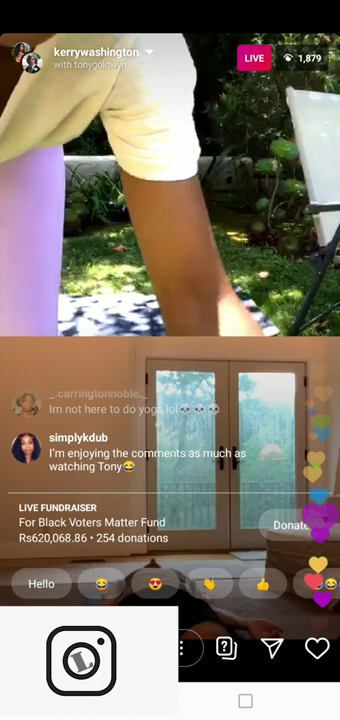 kerrywashington
with tonygoldwyn
LIVE
1,879
_.carringtonnoble._
Im not here to do yoga lol💀💀💀
simplykdub
I'm enjoying the comments as much as
watching Tony😂
LIVE FUNDRAISER
For Black Voters Matter Fund
Rs620,068.86 • 254 donations
Donate
Hello